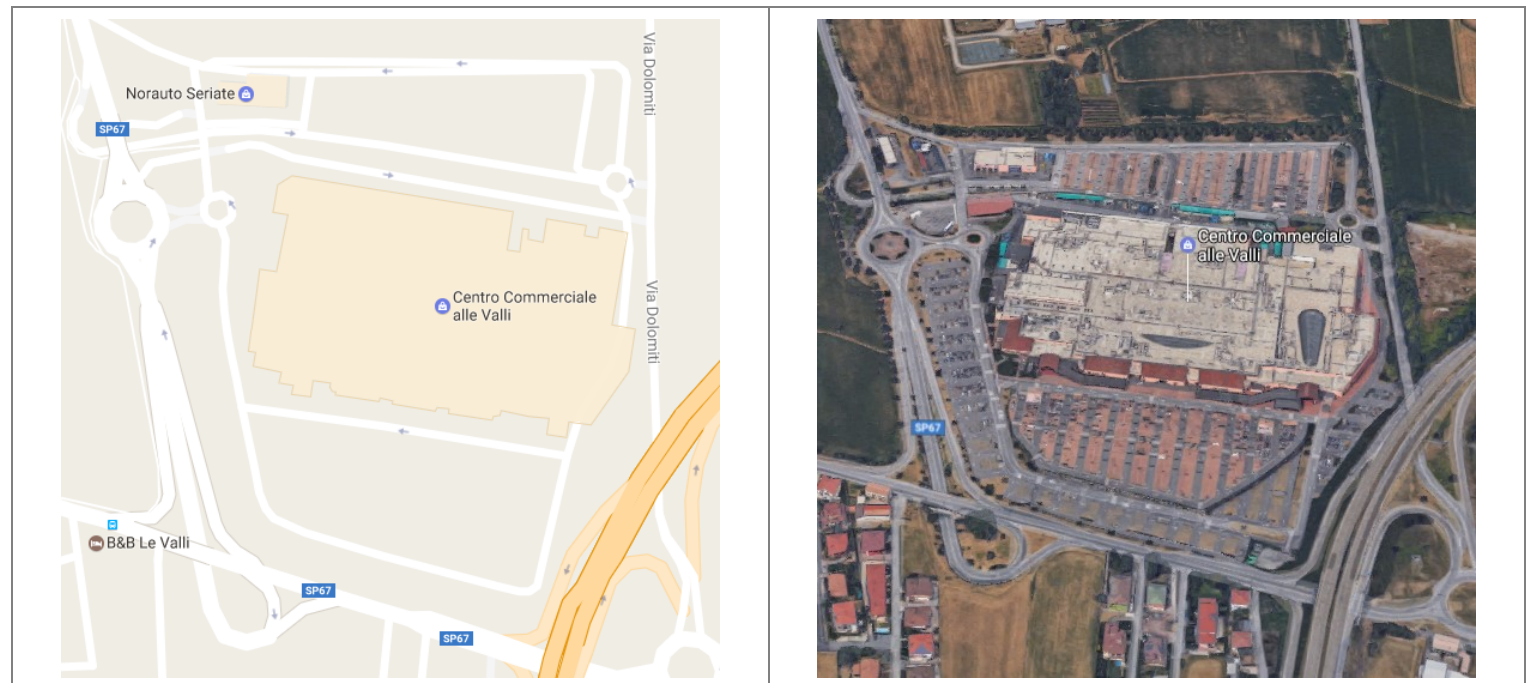 Via Dolomiti
Norauto Seriate
SP67
Centro Commerciale
alle Valli
Via Dolomiti
B&B Le Valli
SP67
SP67
Centro Commerciale
alle Valli
SP67